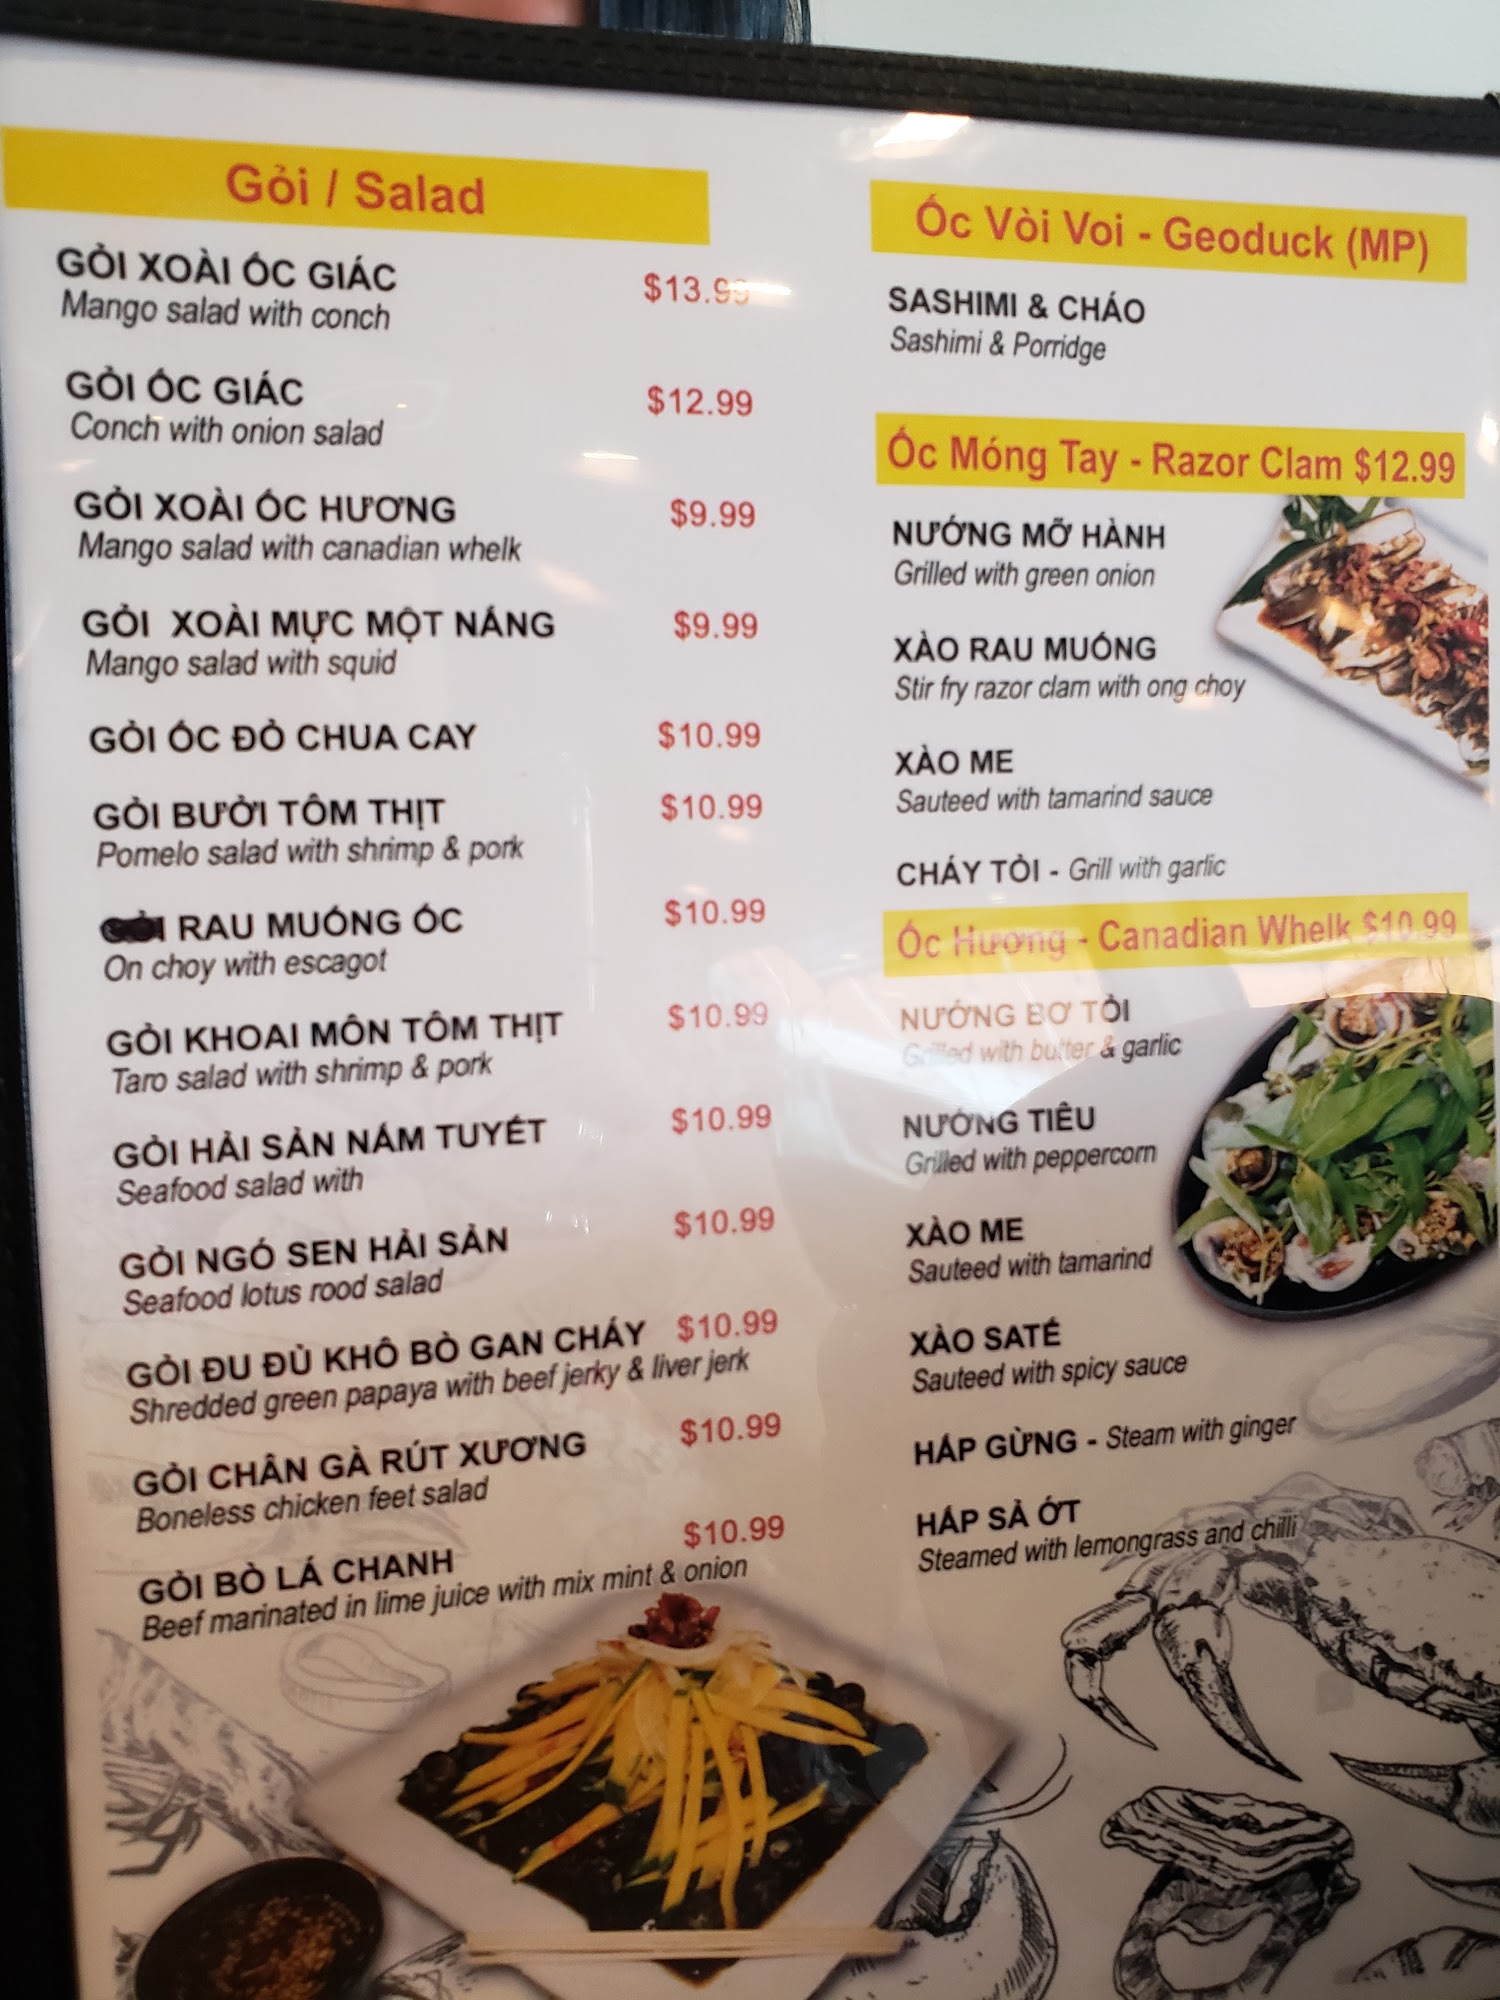 Gỏi / Salad
GỎI XOÀI ỐC GIÁC $13.99
Mango salad with conch
GỎI ỐC GIÁC $12.99
Conch with onion salad
GỎI XOÀI ỐC HƯƠNG $9.99
Mango salad with canadian whelk
GỎI XOÀI MỰC MỘT NẮNG $9.99
Mango salad with squid
GỎI ỐC ĐỎ CHUA CAY $10.99
GỎI BƯỞI TÔM THỊT $10.99
Pomelo salad with shrimp & pork
RAU MUỐNG ỐC $10.99
On choy with escagot
GỎI KHOAI MÔN TÔM THỊT $10.99
Taro salad with shrimp & pork
GỎI HẢI SẢN NẤM TUYẾT $10.99
Seafood salad with
GỎI NGÓ SEN HẢI SẢN $10.99
Seafood lotus rood salad
GỎI ĐU ĐỦ KHÔ BÒ GAN CHÁY $10.99
Shredded green papaya with beef jerky & liver jerk
GỎI CHÂN GÀ RÚT XƯƠNG $10.99
Boneless chicken feet salad
GỎI BÒ LÁ CHANH $10.99
Beef marinated in lime juice with mix mint & onion
Ốc Vòi Voi - Geoduck (MP)
SASHIMI & CHÁO
Sashimi & Porridge
Ốc Móng Tay - Razor Clam $12.99
NƯỚNG MỠ HÀNH
Grilled with green onion
XÀO RAU MUỐNG
Stir fry razor clam with ong choy
XÀO ME
Sauteed with tamarind sauce
CHÁY TỎI - Grill with garlic
Ốc Hương - Canadian Whelk $10.99
NƯỚNG BƠ TỎI
Grilled with butter & garlic
NƯỚNG TIÊU
Grilled with peppercorn
XÀO ME
Sauteed with tamarind
XÀO SATẾ
Sauteed with spicy sauce
HẤP GỪNG - Steam with ginger
HẤP SẢ ỚT
Steamed with lemongrass and chilli